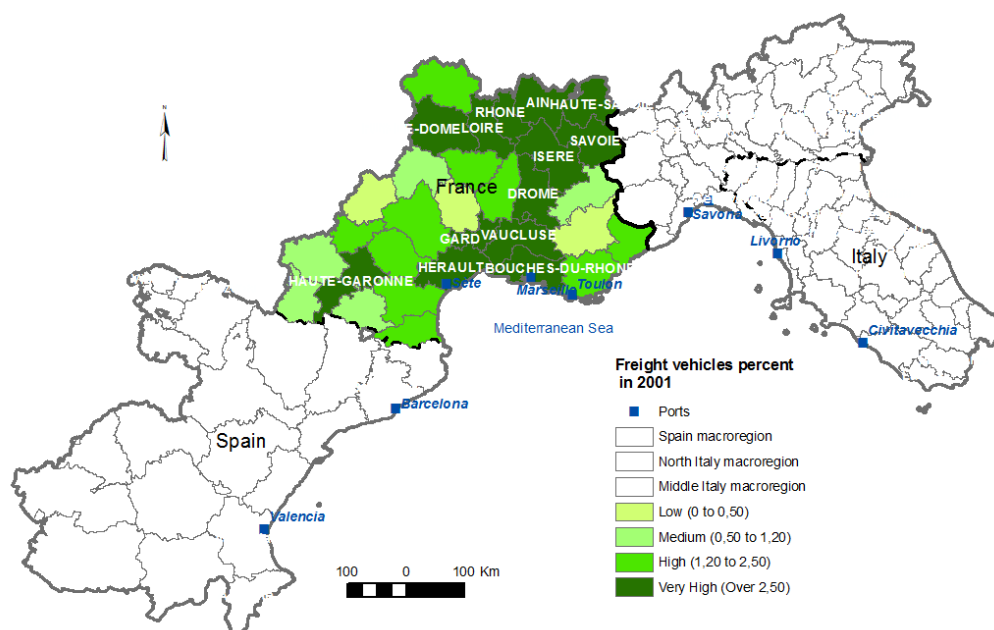 N
AIN
HAUTE-SAVOIE
RHONE
E-DOME
LOIRE
SAVOIE
ISERE
France
DROME
GARD
VAUCLUSE
Savona
Livorno
Italy
HAUTE-GARONNE
HERAULT
BOUCHES-DU-RHONE
Sete
Marseille
Toulon
Mediterranean Sea
Civitavecchia
Barcelona
Spain
Valencia
100 0 100 Km
Freight vehicles percent
in 2001
Ports
Spain macroregion
North Italy macroregion
Middle Italy macroregion
Low (0 to 0,50)
Medium (0,50 to 1,20)
High (1,20 to 2,50)
Very High (Over 2,50)